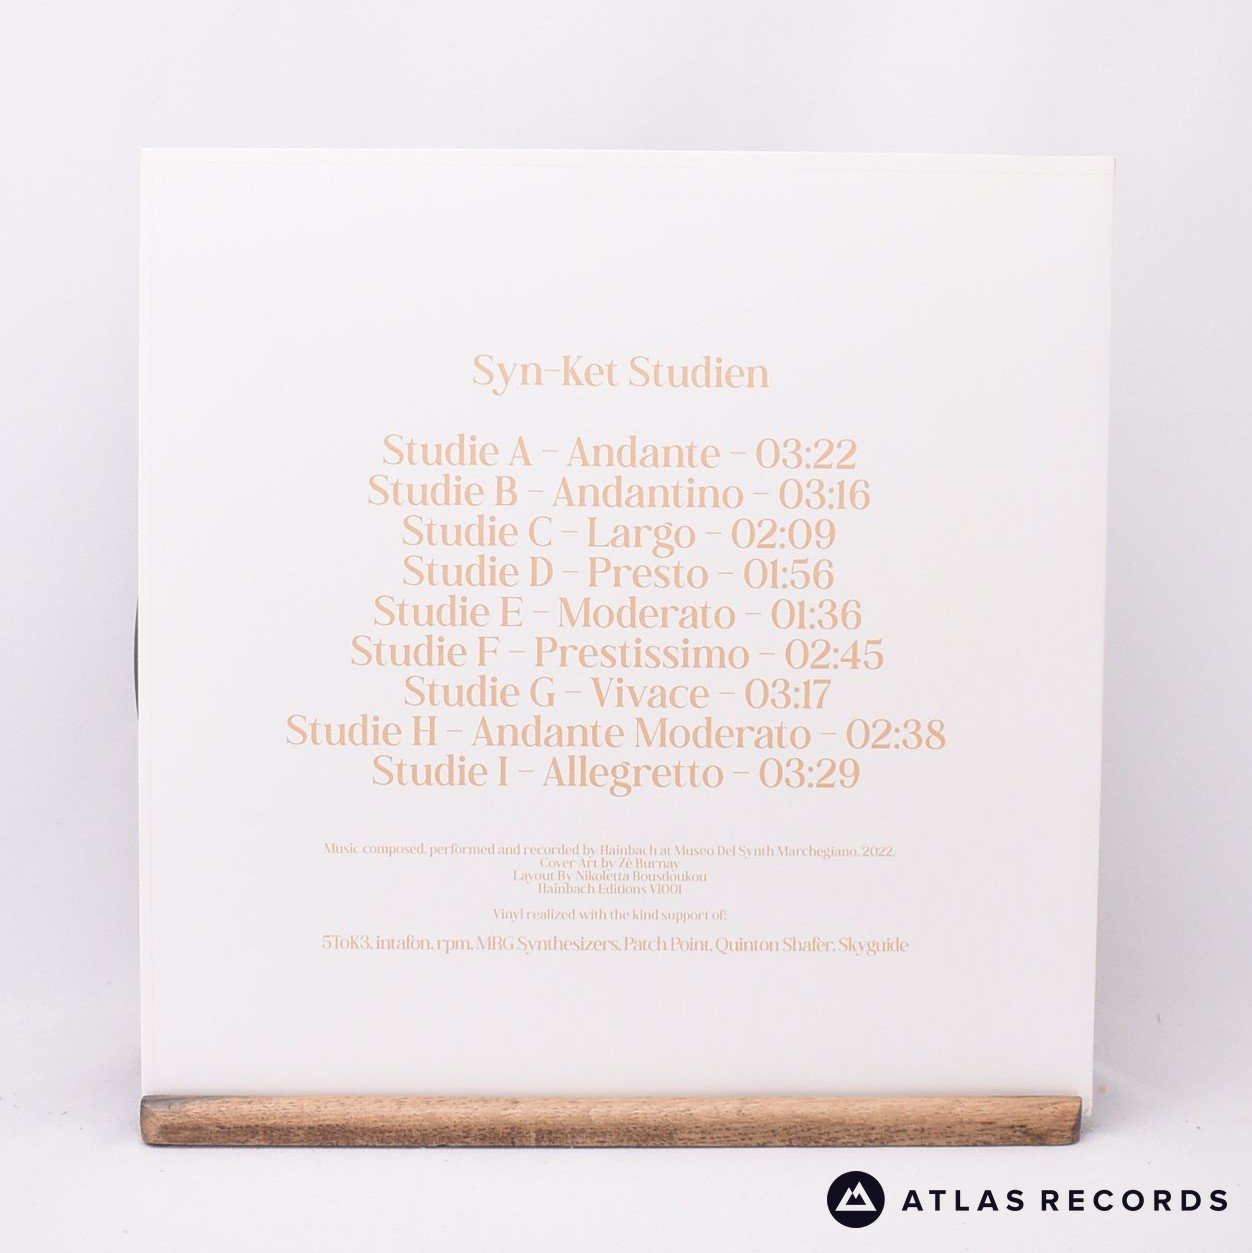 Syn-Ket Studien
Studie A – Andante – 03:22
Studie B – Andantino – 03:16
Studie C – Largo – 02:09
Studie D – Presto – 01:56
Studie E – Moderato – 01:36
Studie F – Prestissimo – 02:45
Studie G – Vivace – 03:17
Studie H – Andante Moderato – 02:38
Studie I – Allegretto – 03:29
Music composed, performed and recorded by Hainbach at Museo Del Synth Marchegiano, 2022.
Cover Art by Zé Burnay
Layout By Nikoletta Bousdoukou
Hainbach Editions V1001
Vinyl realized with the kind support of:
5ToK3, intafon, rpm, MRG Synthesizers, Patch Point, Quinton Shafer, Skyguide
ATLAS RECORDS